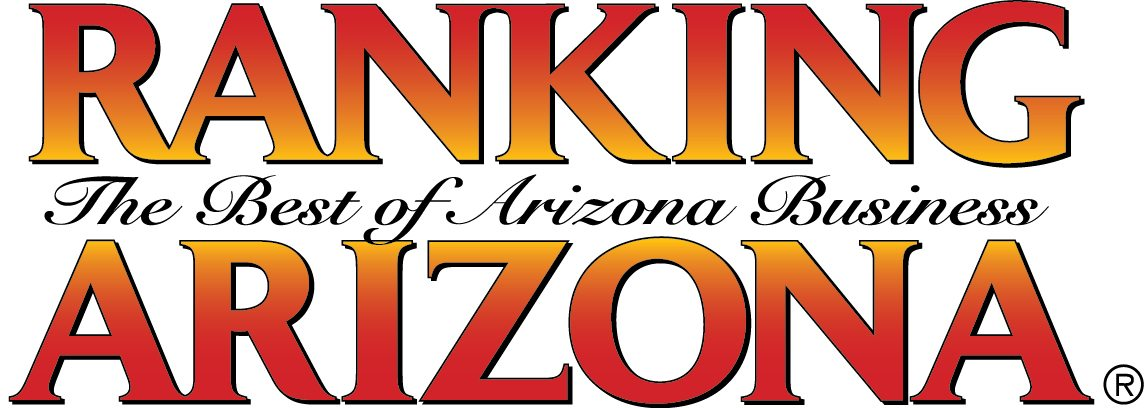 RANKING
The Best of Arizona Business
ARIZONA®